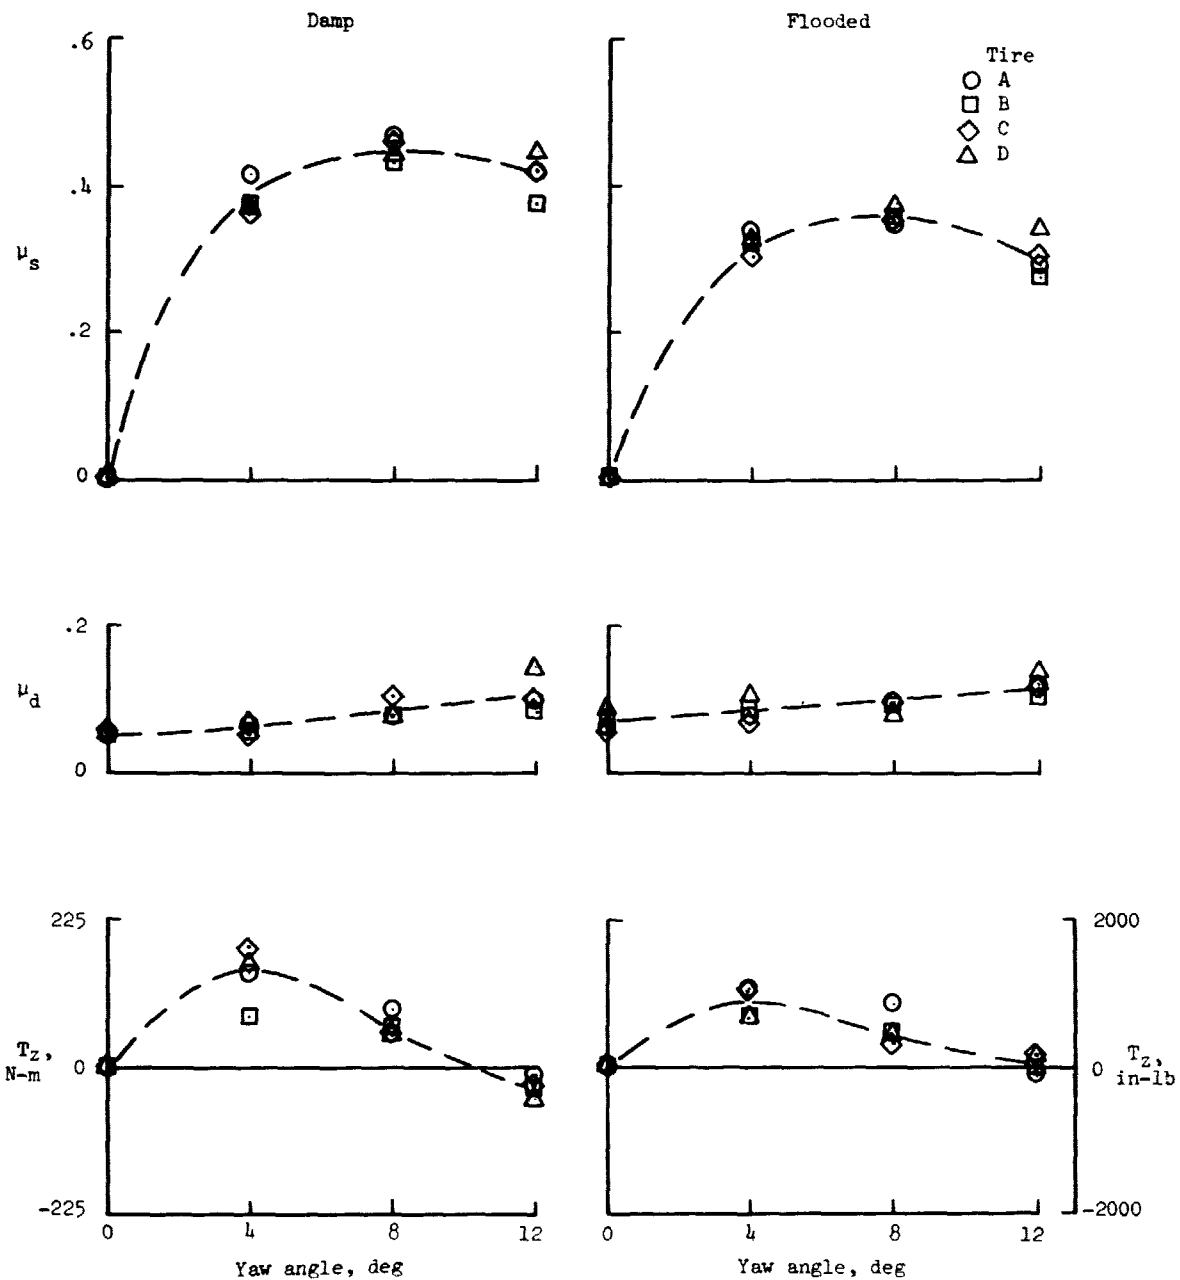 Damp
Flooded
.6
.4
.2
0
μs
Tire
A
B
C
D
.2
0
μd
225
0
-225
Tz,
N-m
2000
0
-2000
Tz,
in-lb
0 4 8 12
0 4 8 12
Yaw angle, deg
Yaw angle, deg